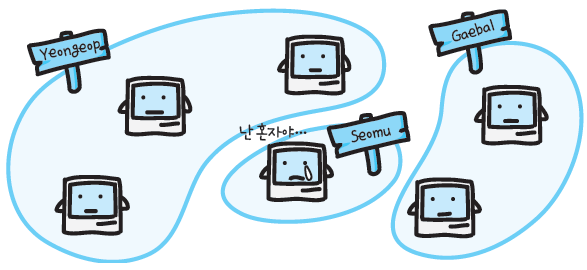 Yeongeop
Gaebal
난 혼자야...
Seomu